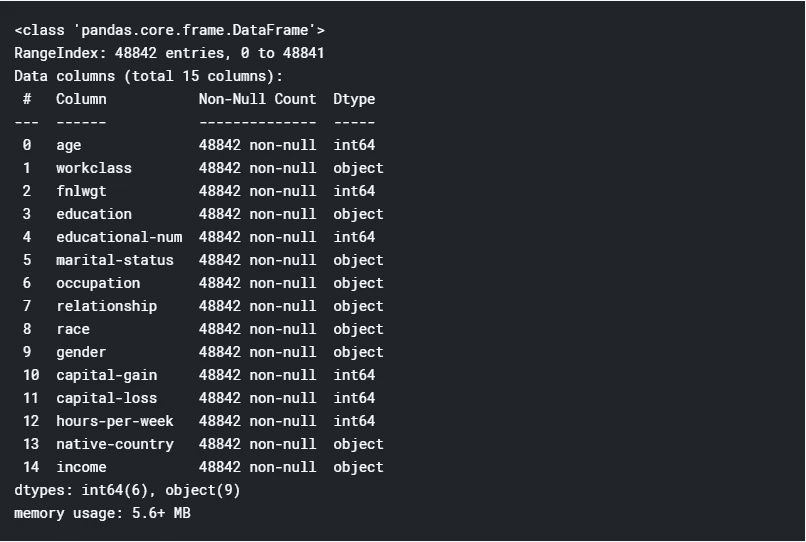 <class 'pandas.core.frame.DataFrame'>
RangeIndex: 48842 entries, 0 to 48841
Data columns (total 15 columns):
 #   Column           Non-Null Count  Dtype
---  ------           --------------  -----
 0   age              48842 non-null  int64
 1   workclass        48842 non-null  object
 2   fnlwgt           48842 non-null  int64
 3   education        48842 non-null  object
 4   educational-num  48842 non-null  int64
 5   marital-status   48842 non-null  object
 6   occupation       48842 non-null  object
 7   relationship     48842 non-null  object
 8   race             48842 non-null  object
 9   gender           48842 non-null  object
 10  capital-gain     48842 non-null  int64
 11  capital-loss     48842 non-null  int64
 12  hours-per-week   48842 non-null  int64
 13  native-country   48842 non-null  object
 14  income           48842 non-null  object
dtypes: int64(6), object(9)
memory usage: 5.6+ MB